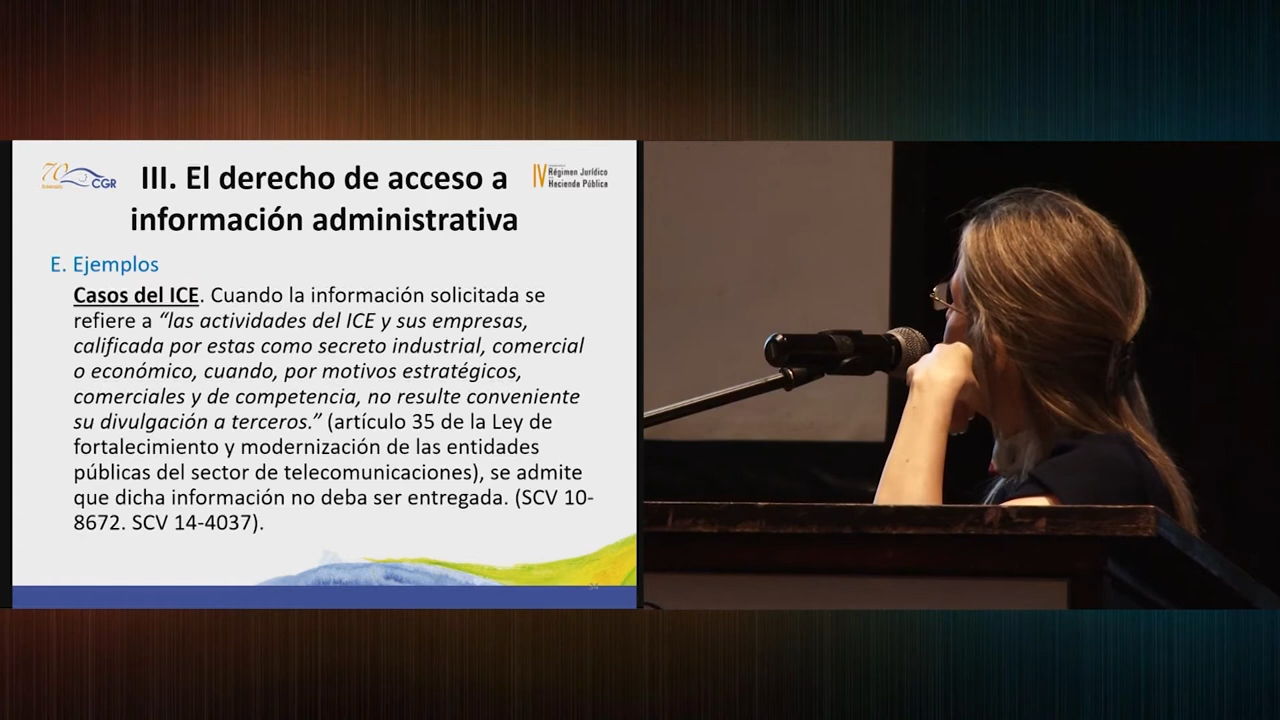 70
CGR
III. El derecho de acceso a
información administrativa
IV
Régimen Jurídico
Hacienda Pública
E. Ejemplos
Casos del ICE. Cuando la información solicitada se
refiere a “las actividades del ICE y sus empresas,
calificada por estas como secreto industrial, comercial
o económico, cuando, por motivos estratégicos,
comerciales y de competencia, no resulte conveniente
su divulgación a terceros.” (artículo 35 de la Ley de
fortalecimiento y modernización de las entidades
públicas del sector de telecomunicaciones), se admite
que dicha información no deba ser entregada. (SCV 10-
8672. SCV 14-4037).